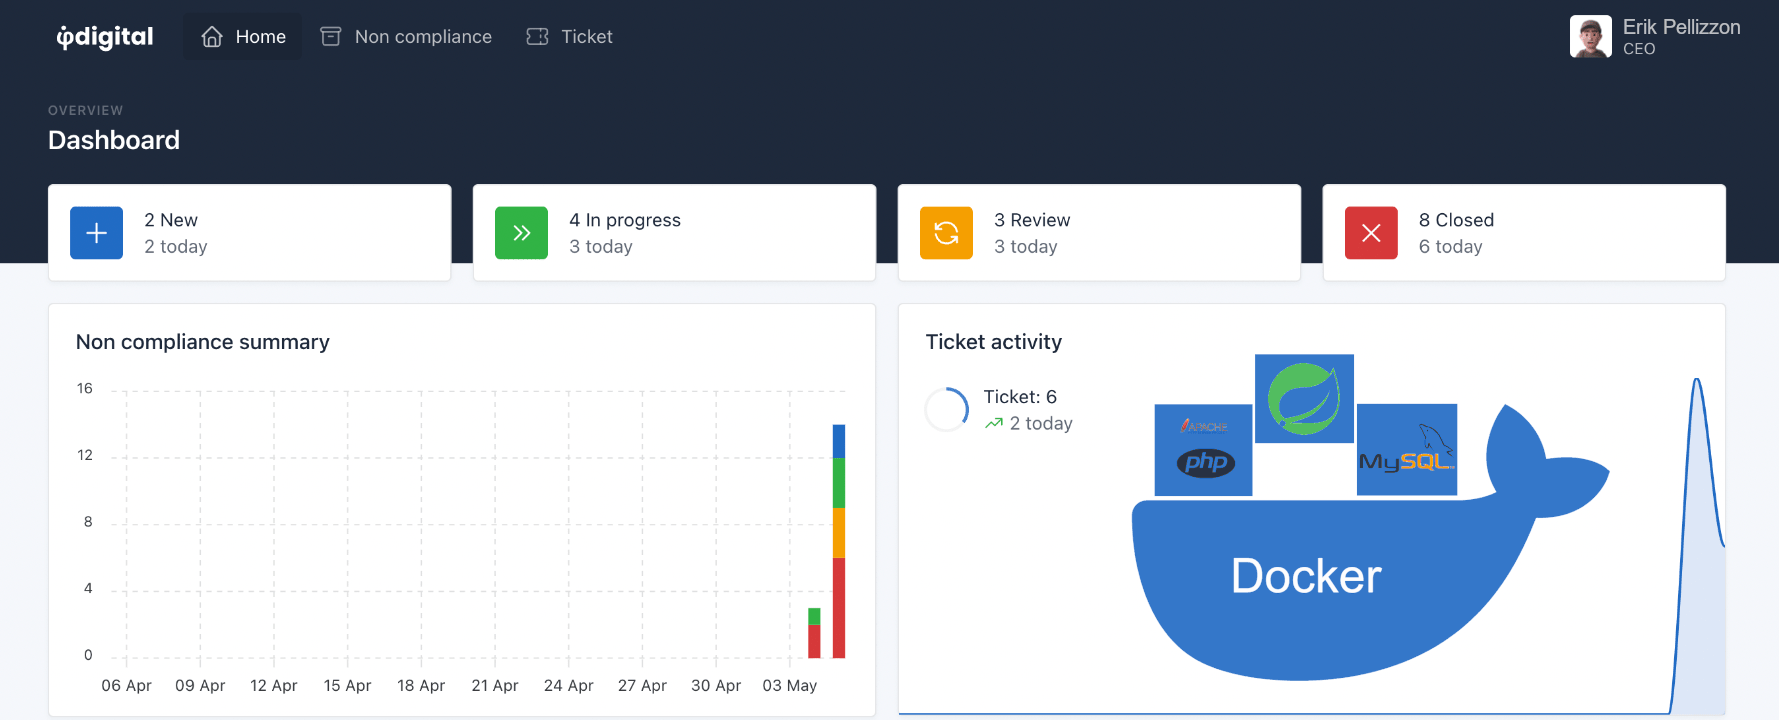 φdigital
Home
Non compliance
Ticket
Erik Pellizzon
CEO
OVERVIEW
Dashboard
2 New
2 today
4 In progress
3 today
3 Review
3 today
8 Closed
6 today
Non compliance summary
16
12
8
4
0
06 Apr 09 Apr 12 Apr 15 Apr 18 Apr 21 Apr 24 Apr 27 Apr 30 Apr 03 May
Ticket activity
Ticket: 6
2 today
APACHE
php
MySQL
Docker